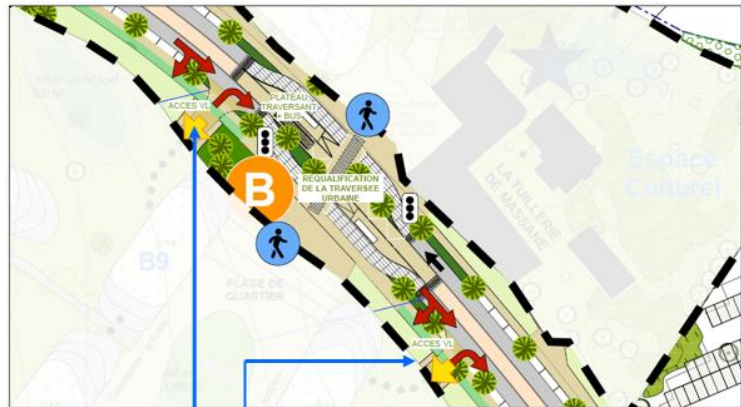 ACCES VL
PLATEAU
TRAVERSANT
+ BUS
B
REQUALIFICATION
DE LA TRAVERSEE
URBAINE
LA TUILLERIE
DE MASSANE
Espace
Culturel
B9
PLACE DE
QUARTIER
ACCES VL